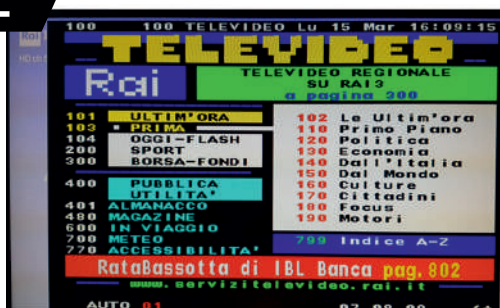 100 100 TELEVIDEO Lu 15 Mar 16:09:15
TELEVIDEO
Rai
TELEVIDEO REGIONALE
SU RAI3
a pagina 300
101 ULTIM'ORA
103 PRIMA
104 OGGI-FLASH
200 SPORT
300 BORSA-FONDI
400 PUBBLICA
UTILITA'
401 ALMANACCO
480 MAGAZINE
600 IN VIAGGIO
700 METEO
770 ACCESSIBILITA'
102 Le Ultim'ora
110 Primo Piano
120 Politica
130 Economia
140 Dall'Italia
150 Dal Mondo
160 Culture
170 Cittadini
180 Focus
190 Motori
799 Indice A-Z
RataBassotta di IBL Banca pag.802
www.servizitelevideo.rai.it
AUTO 01